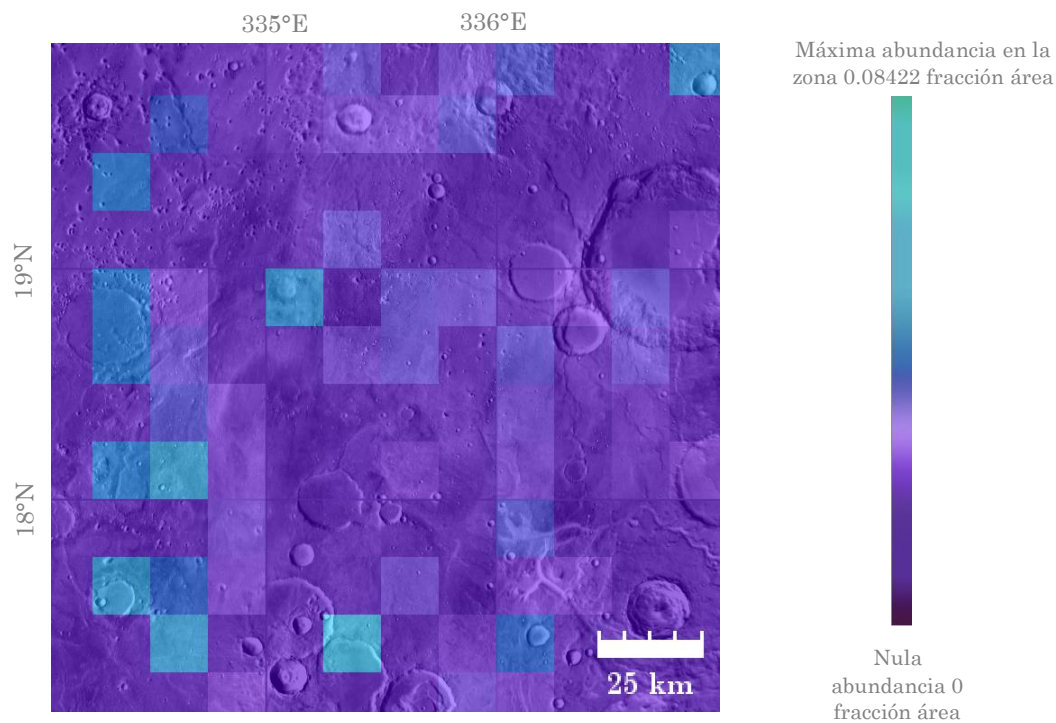 335°E
336°E
19°N
18°N
25 km
Máxima abundancia en la
zona 0.08422 fracción área
Nula
abundancia 0
fracción área